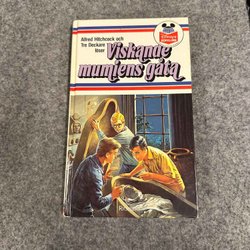 Alfred Hitchcock och
Tre Deckare
löser
Viskande
mumiens gåta